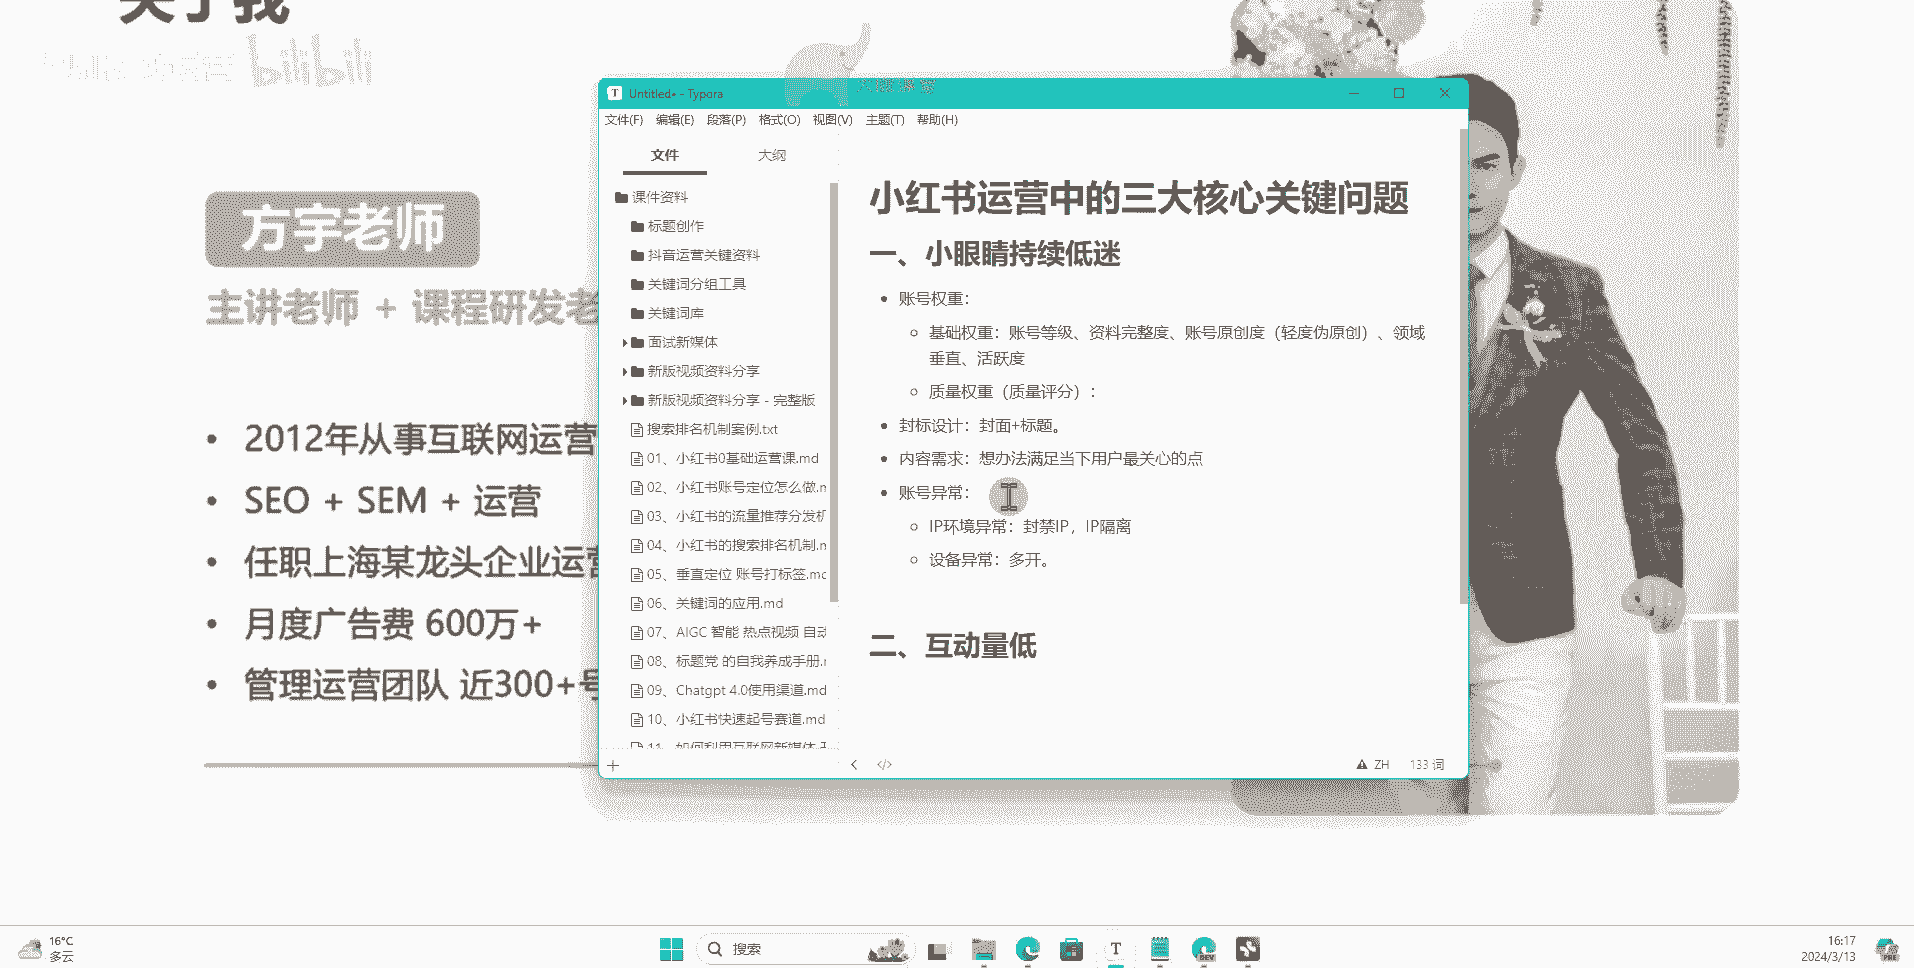 关于我
bilibili
方宇老师
主讲老师 + 课程研发老
2012年从事互联网运营
SEO + SEM + 运营
任职上海某龙头企业运营
月度广告费 600万+
管理运营团队 近300+号
Untitled• - Typora
文件(F) 编辑(E) 段落(P) 格式(O) 视图(V) 主题(T) 帮助(H)
文件 大纲
课件资料
标题创作
抖音运营关键资料
关键词分组工具
关键词库
面试新媒体
新版视频资料分享
新版视频资料分享 - 完整版
搜索排名机制案例.txt
01、小红书0基础运营课.md
02、小红书账号定位怎么做.m
03、小红书的流量推荐分发机
04、小红书的搜索排名机制.m
05、垂直定位 账号打标签.md
06、关键词的应用.md
07、AIGC 智能 热点视频 自动
08、标题党 的自我养成手册.m
09、Chatgpt 4.0使用渠道.md
10、小红书快速起号赛道.md
11、如何利用互联网新媒体
小红书运营中的三大核心关键问题
一、小眼睛持续低迷
账号权重：
基础权重：账号等级、资料完整度、账号原创度（轻度伪原创）、领域
垂直、活跃度
质量权重（质量评分）：
封标设计：封面+标题。
内容需求：想办法满足当下用户最关心的点
账号异常：
IP环境异常：封禁IP，IP隔离
设备异常：多开。
二、互动量低
ZH 133 词
16°C
多云
搜索
T
DEV
16:17
2024/3/13
PRE